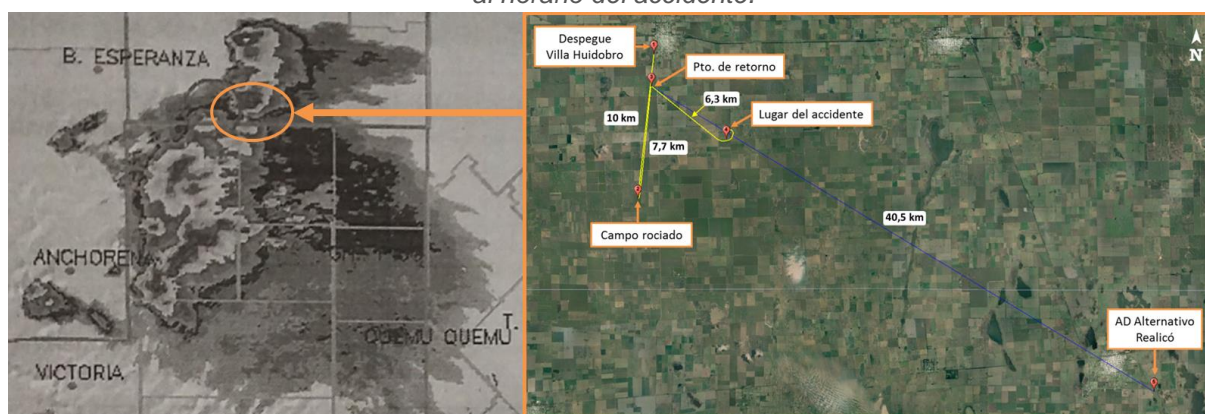 al horario del accidente.
B. ESPERANZA
ANCHORENA
T.
QUEMU QUEMU
VICTORIA
Despegue
Villa Huidobro
N
Pto. de retorno
6,3 km
Lugar del accidente
10 km
7,7 km
Campo rociado
40,5 km
AD Alternativo
Realicó